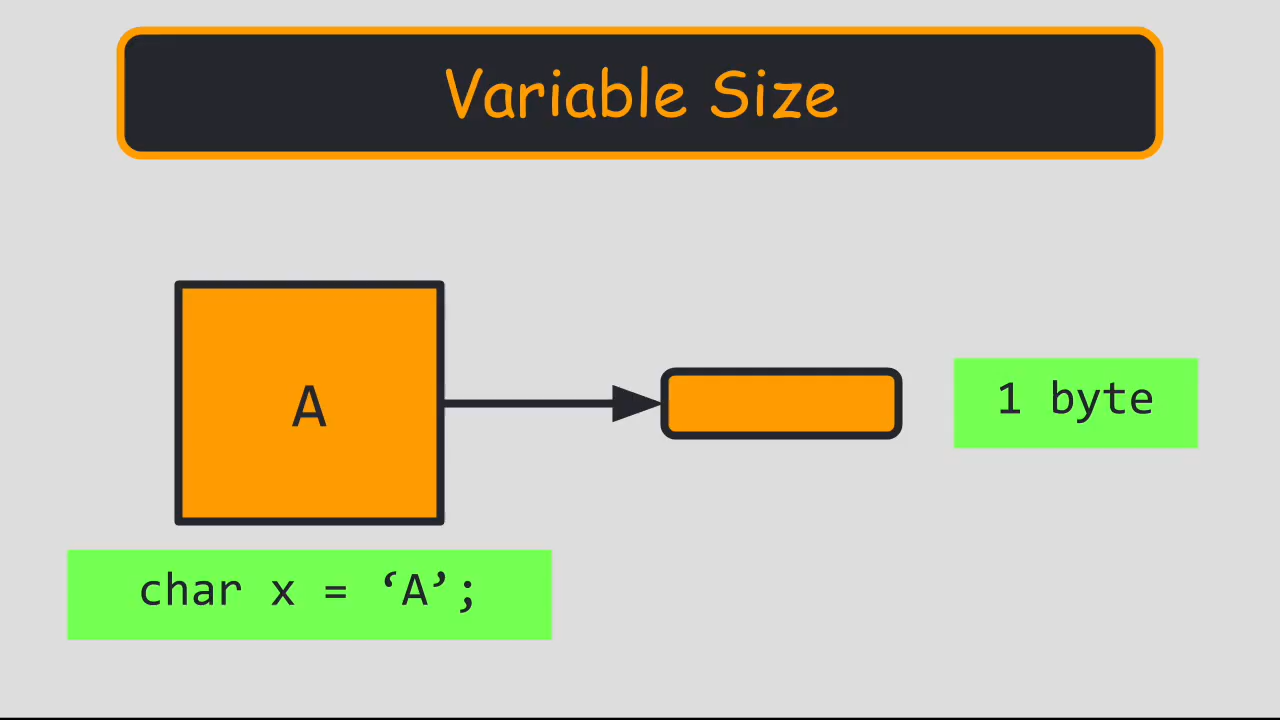 Variable Size
A
1 byte
char x = ‘A’;